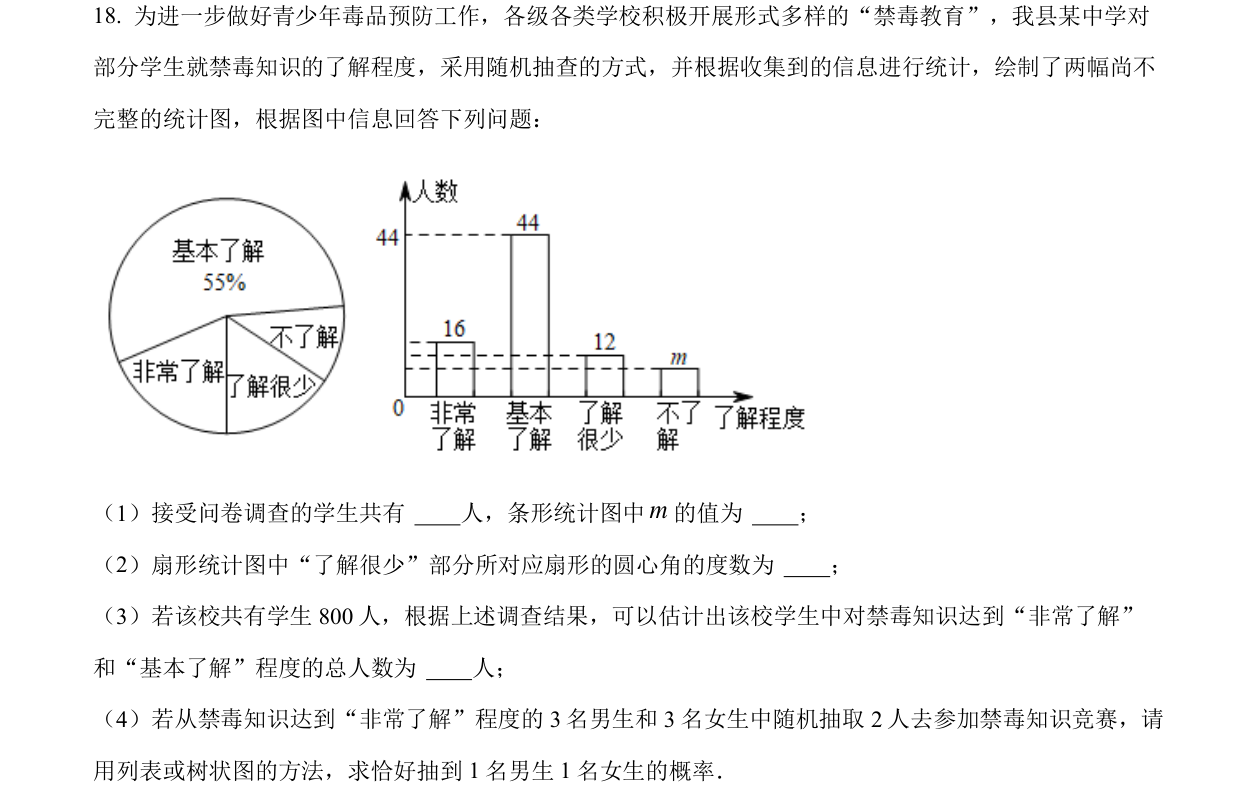 18. 为进一步做好青少年毒品预防工作，各级各类学校积极开展形式多样的“禁毒教育”，我县某中学对
部分学生就禁毒知识的了解程度，采用随机抽查的方式，并根据收集到的信息进行统计，绘制了两幅尚不
完整的统计图，根据图中信息回答下列问题：
基本了解
55%
不了解
非常了解
了解很少
人数
44
44
16
12
m
0
非常
了解
基本
了解
了解
很少
不了
解
了解程度
（1）接受问卷调查的学生共有 ____人，条形统计图中 m 的值为 ____；
（2）扇形统计图中“了解很少”部分所对应扇形的圆心角的度数为 ____；
（3）若该校共有学生 800 人，根据上述调查结果，可以估计出该校学生中对禁毒知识达到“非常了解”
和“基本了解”程度的总人数为 ____人；
（4）若从禁毒知识达到“非常了解”程度的 3 名男生和 3 名女生中随机抽取 2 人去参加禁毒知识竞赛，请
用列表或树状图的方法，求恰好抽到 1 名男生 1 名女生的概率．